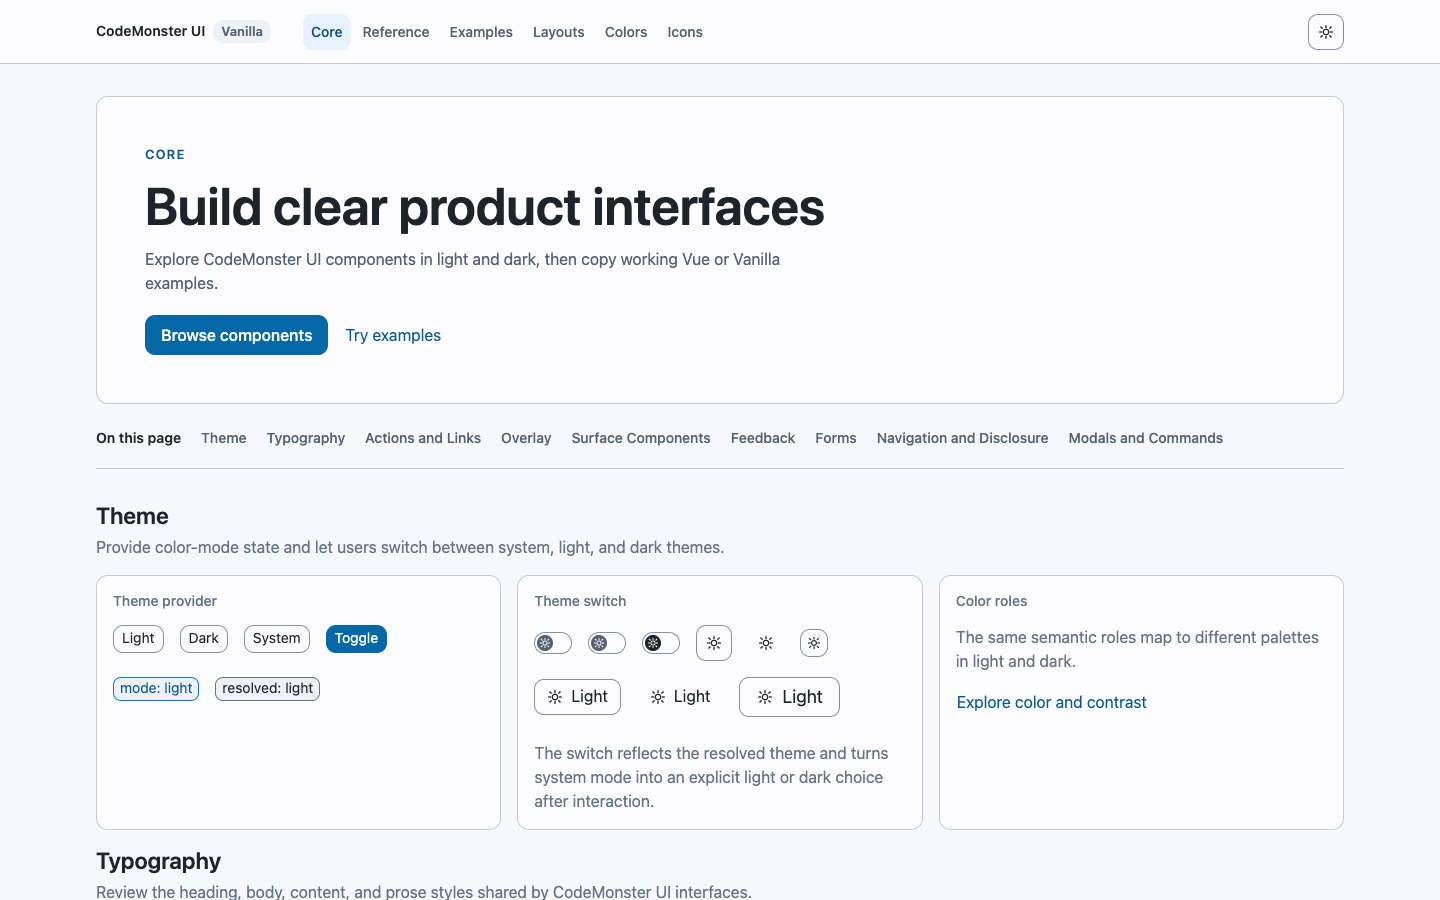 CodeMonster UI Vanilla Core Reference Examples Layouts Colors Icons
CORE
Build clear product interfaces
Explore CodeMonster UI components in light and dark, then copy working Vue or Vanilla
examples.
Browse components Try examples
On this page Theme Typography Actions and Links Overlay Surface Components Feedback Forms Navigation and Disclosure Modals and Commands
Theme
Provide color-mode state and let users switch between system, light, and dark themes.
Theme provider
Light Dark System Toggle
mode: light resolved: light
Theme switch
Light Light Light
The switch reflects the resolved theme and turns
system mode into an explicit light or dark choice
after interaction.
Color roles
The same semantic roles map to different palettes
in light and dark.
Explore color and contrast
Typography
Review the heading, body, content, and prose styles shared by CodeMonster UI interfaces.